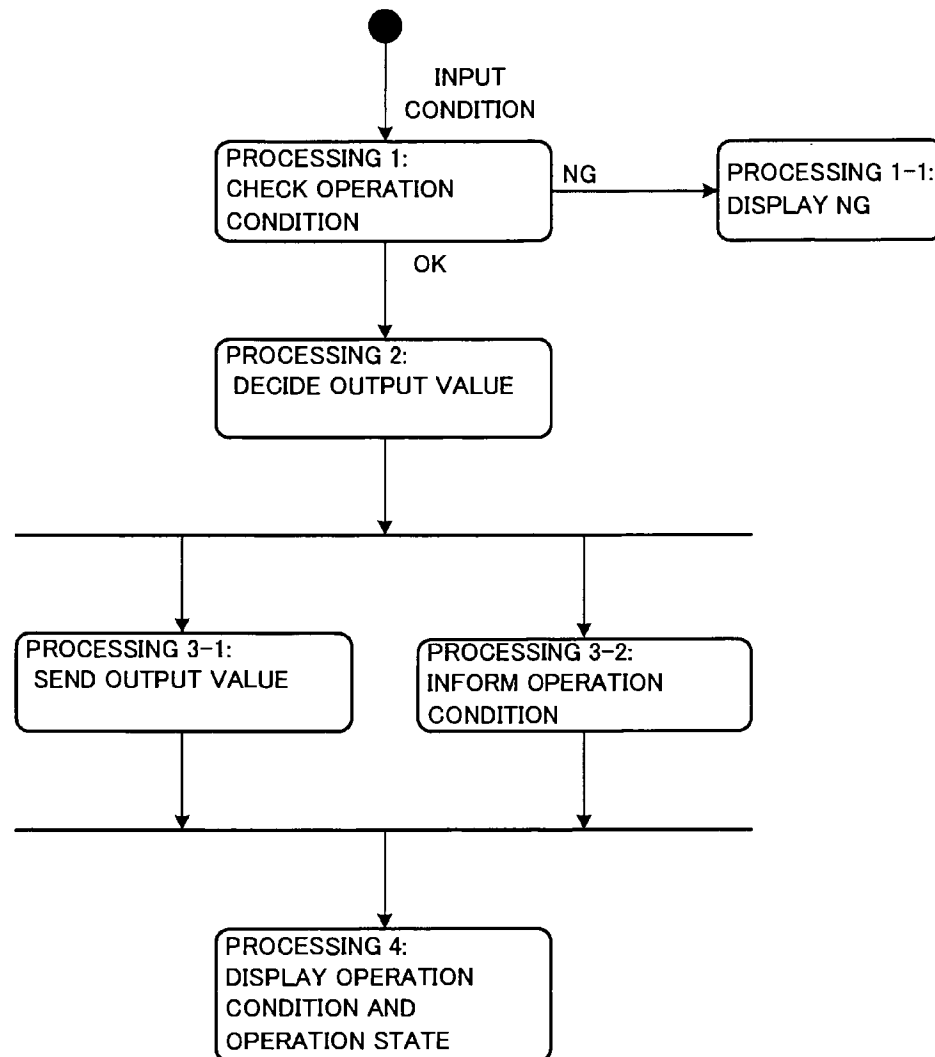 INPUT
CONDITION
PROCESSING 1:
CHECK OPERATION
CONDITION
NG
PROCESSING 1-1:
DISPLAY NG
OK
PROCESSING 2:
DECIDE OUTPUT VALUE
PROCESSING 3-1:
SEND OUTPUT VALUE
PROCESSING 3-2:
INFORM OPERATION
CONDITION
PROCESSING 4:
DISPLAY OPERATION
CONDITION AND
OPERATION STATE